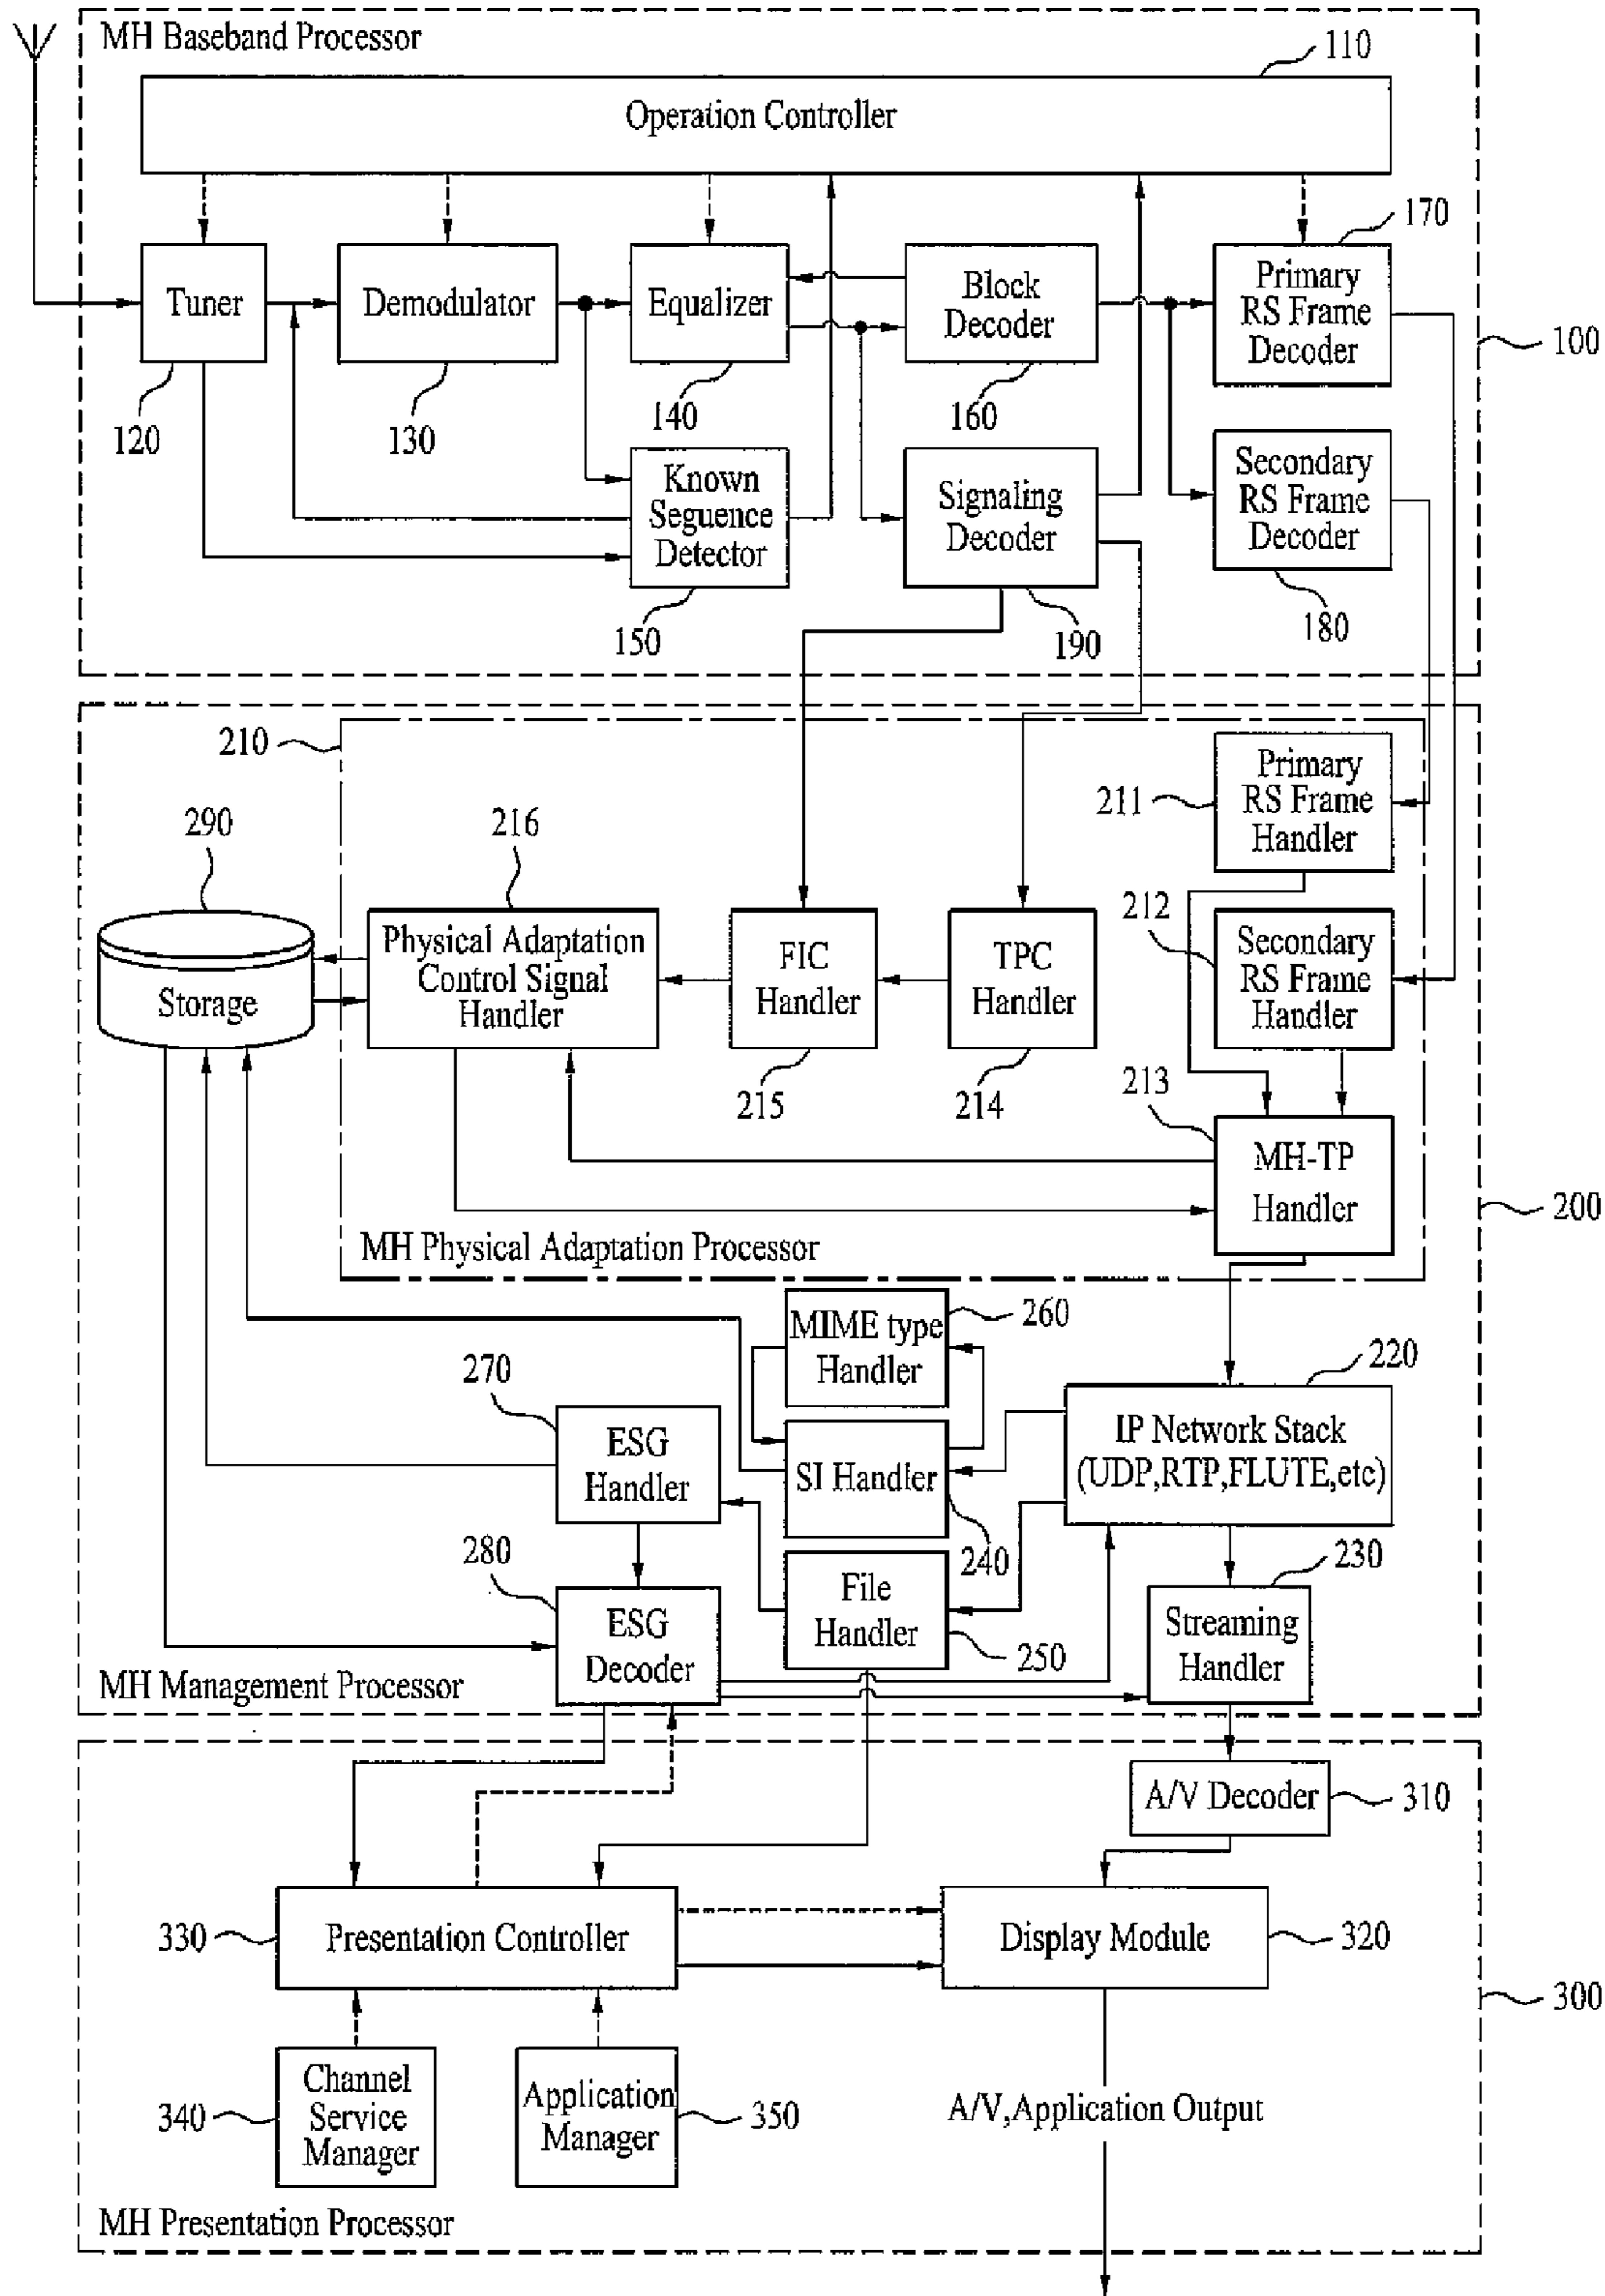 MH Baseband Processor
110
Operation Controller
170
Tuner
Demodulator
Equalizer
Block
Decoder
Primary
RS Frame
Decoder
100
120
130
140
160
Known
Seguence
Detector
Signaling
Decoder
Secondary
RS Frame
Decoder
150
190
180
210
Primary
RS Frame
Handler
211
290
216
212
Storage
Physical Adaptation
Control Signal
Handler
FIC
Handler
TPC
Handler
Secondary
RS Frame
Handler
215
214
213
MH-TP
Handler
200
MH Physical Adaptation Processor
MIME type
Handler
260
220
270
ESG
Handler
SI Handler
IP Network Stack
(UDP,RTP,FLUTE,etc)
280
240
230
ESG
Decoder
File
Handler
250
Streaming
Handler
MH Management Processor
A/V Decoder
310
330
Presentation Controller
Display Module
320
300
340
Channel
Service
Manager
Application
Manager
350
A/V,Application Output
MH Presentation Processor